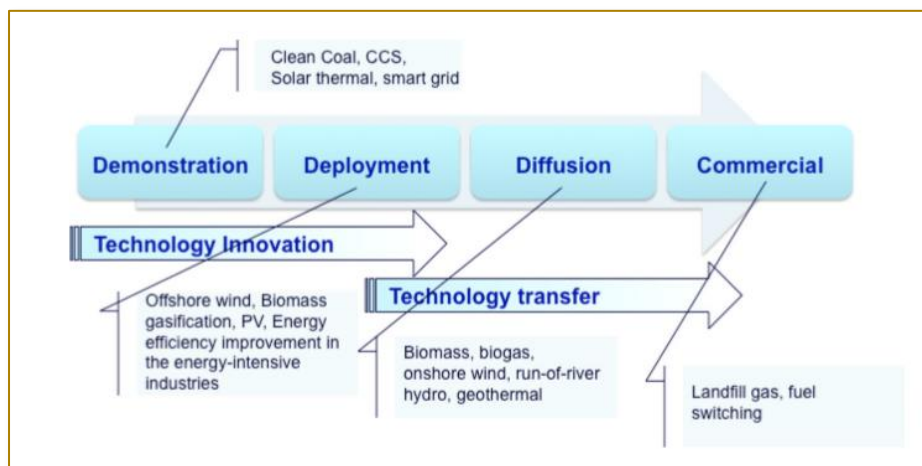 Clean Coal, CCS,
Solar thermal, smart grid
Demonstration
Deployment
Diffusion
Commercial
Technology Innovation
Technology transfer
Offshore wind, Biomass
gasification, PV, Energy
efficiency improvement in
the energy-intensive
industries
Biomass, biogas,
onshore wind, run-of-river
hydro, geothermal
Landfill gas, fuel
switching